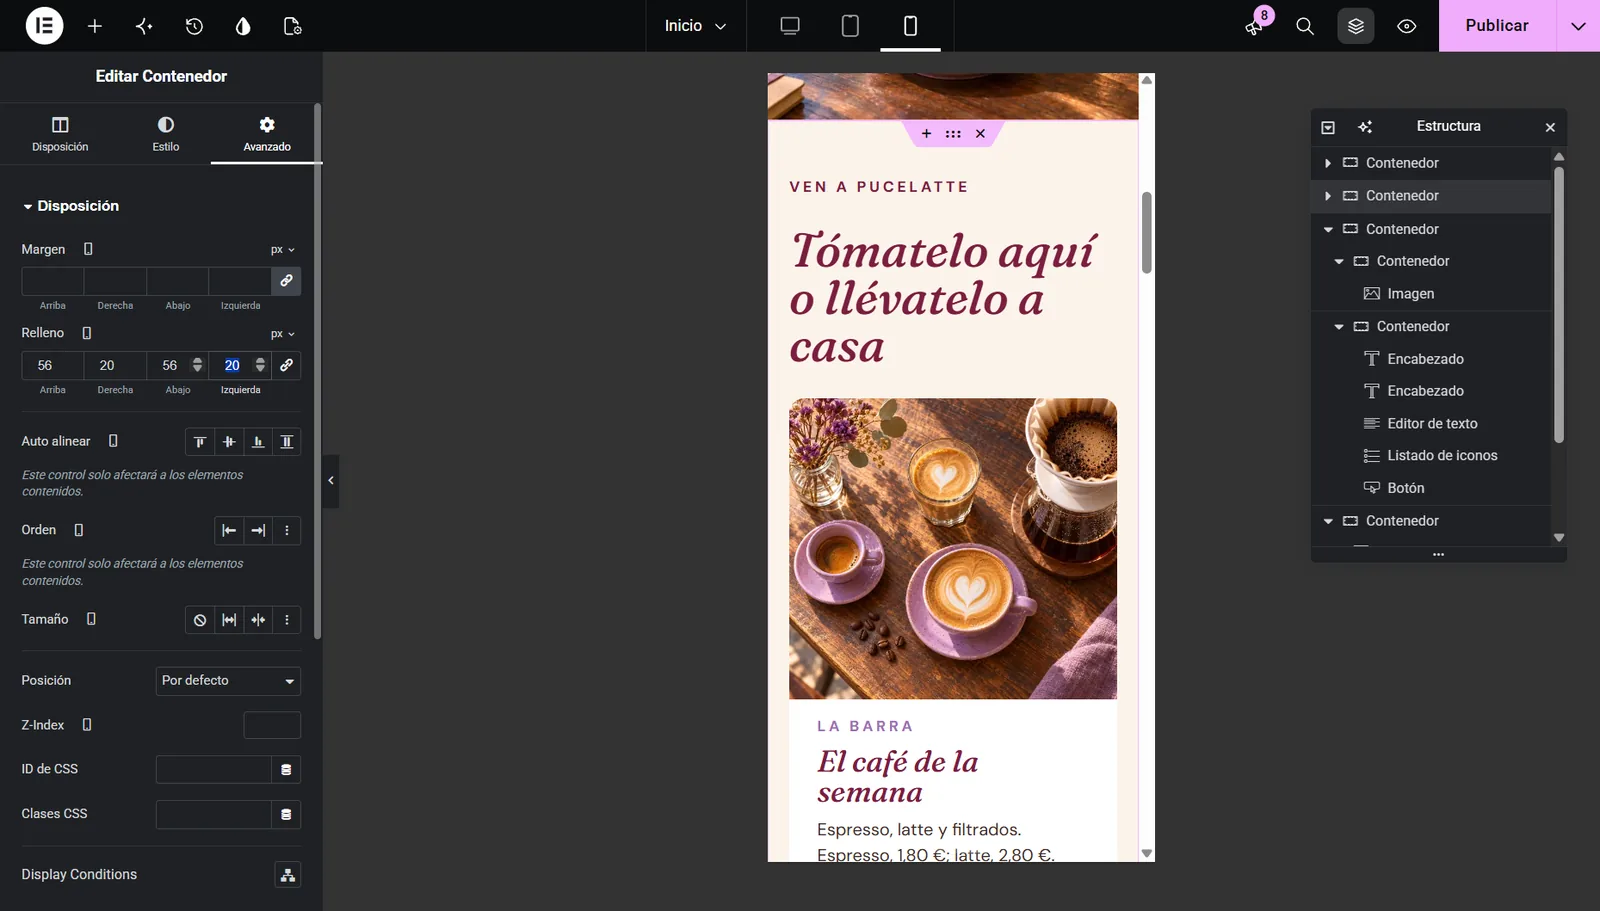 Inicio
8
Publicar
Editar Contenedor
Disposición
Estilo
Avanzado
Disposición
Margen
px
Arriba
Derecha
Abajo
Izquierda
Relleno
px
56
20
56
20
Arriba
Derecha
Abajo
Izquierda
Auto alinear
Este control solo afectará a los elementos
contenidos.
Orden
Este control solo afectará a los elementos
contenidos.
Tamaño
Posición
Por defecto
Z-Index
ID de CSS
Clases CSS
Display Conditions
VEN A PUCELATTE
Tómatelo aquí
o llévatelo a
casa
LA BARRA
El café de la
semana
Espresso, latte y filtrados.
Espresso, 1,80 €; latte, 2,80 €.
Estructura
Contenedor
Contenedor
Contenedor
Contenedor
Imagen
Contenedor
Encabezado
Encabezado
Editor de texto
Listado de iconos
Botón
Contenedor